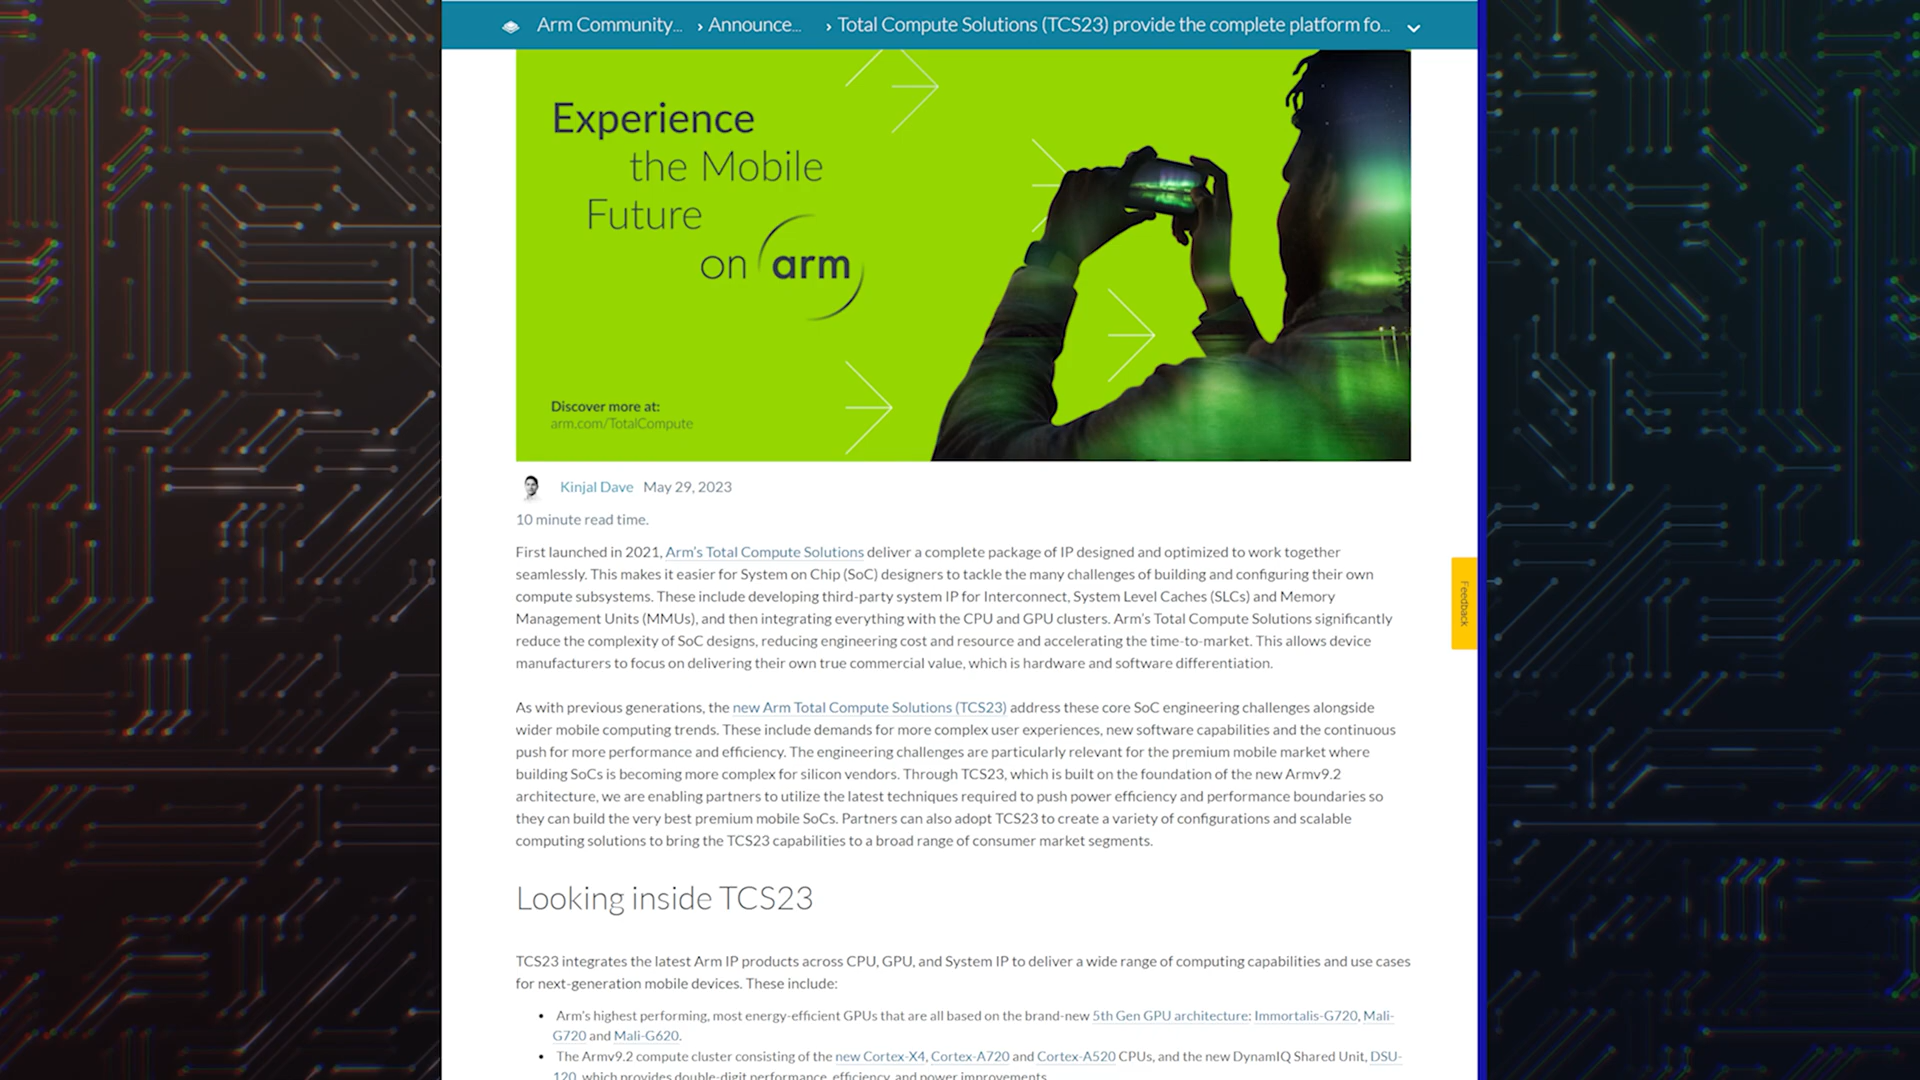 Arm Community... › Announce... › Total Compute Solutions (TCS23) provide the complete platform fo...
Experience
the Mobile
Future
on arm
Discover more at:
arm.com/TotalCompute
Kinjal Dave May 29, 2023
10 minute read time.
First launched in 2021, Arm's Total Compute Solutions deliver a complete package of IP designed and optimized to work together
seamlessly. This makes it easier for System on Chip (SoC) designers to tackle the many challenges of building and configuring their own
compute subsystems. These include developing third-party system IP for Interconnect, System Level Caches (SLCs) and Memory
Management Units (MMUs), and then integrating everything with the CPU and GPU clusters. Arm's Total Compute Solutions significantly
reduce the complexity of SoC designs, reducing engineering cost and resource and accelerating the time-to-market. This allows device
manufacturers to focus on delivering their own true commercial value, which is hardware and software differentiation.
Feedback
As with previous generations, the new Arm Total Compute Solutions (TCS23) address these core SoC engineering challenges alongside
wider mobile computing trends. These include demands for more complex user experiences, new software capabilities and the continuous
push for more performance and efficiency. The engineering challenges are particularly relevant for the premium mobile market where
building SoCs is becoming more complex for silicon vendors. Through TCS23, which is built on the foundation of the new Armv9.2
architecture, we are enabling partners to utilize the latest techniques required to push power efficiency and performance boundaries so
they can build the very best premium mobile SoCs. Partners can also adopt TCS23 to create a variety of configurations and scalable
computing solutions to bring the TCS23 capabilities to a broad range of consumer market segments.
Looking inside TCS23
TCS23 integrates the latest Arm IP products across CPU, GPU, and System IP to deliver a wide range of computing capabilities and use cases
for next-generation mobile devices. These include:
• Arm's highest performing, most energy-efficient GPUs that are all based on the brand-new 5th Gen GPU architecture: Immortalis-G720, Mali-
G720 and Mali-G620.
• The Armv9.2 compute cluster consisting of the new Cortex-X4, Cortex-A720 and Cortex-A520 CPUs, and the new DynamIQ Shared Unit, DSU-
120, which provides double-digit performance, efficiency, and power improvements.